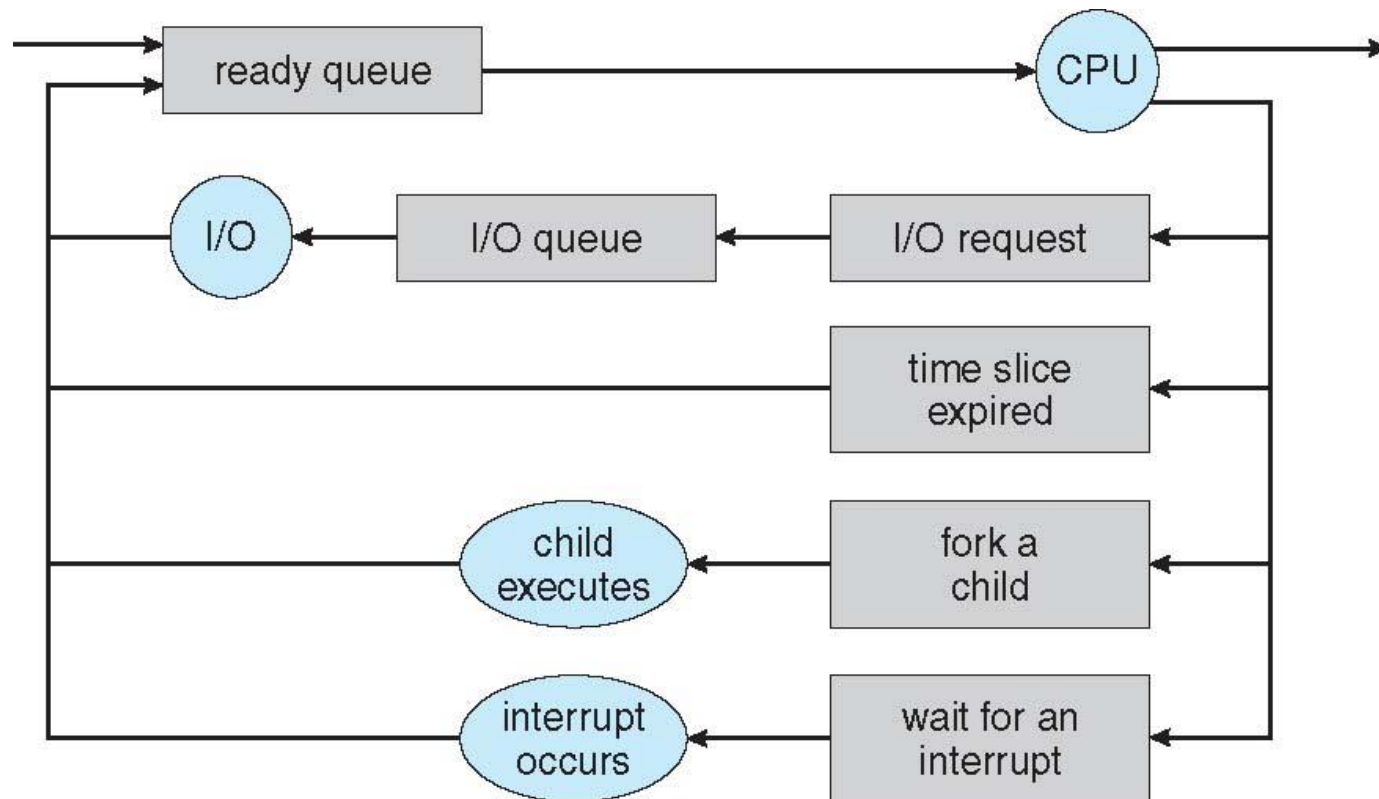 ready queue
CPU
I/O
I/O queue
I/O request
time slice
expired
child
executes
fork a
child
interrupt
occurs
wait for an
interrupt